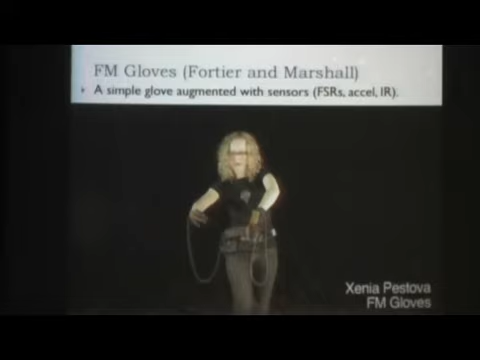 FM Gloves (Fortier and Marshall)
A simple glove augmented with sensors (FSRs, accel, IR).
Xenia Pestova
FM Gloves